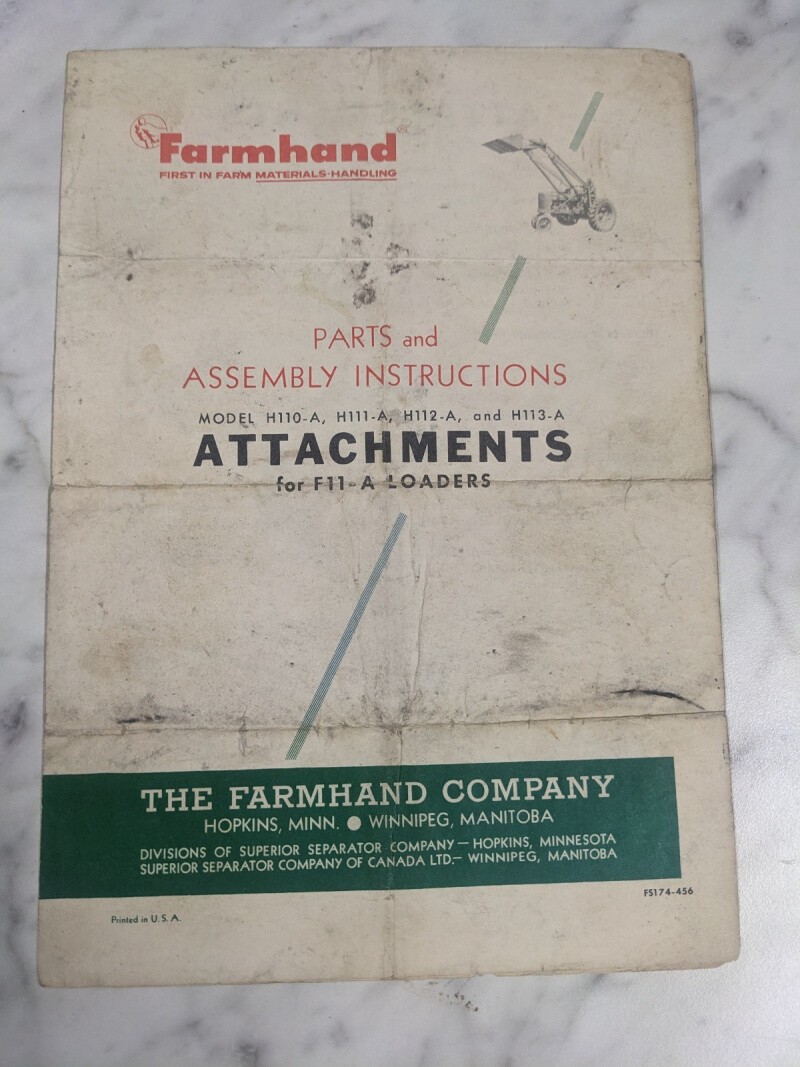 Farmhand
FIRST IN FARM MATERIALS-HANDLING
PARTS and
ASSEMBLY INSTRUCTIONS
MODEL H110-A, H111-A, H112-A, and H113-A
ATTACHMENTS
for F11-A LOADERS
THE FARMHAND COMPANY
HOPKINS, MINN. ● WINNIPEG, MANITOBA
DIVISIONS OF SUPERIOR SEPARATOR COMPANY — HOPKINS, MINNESOTA
SUPERIOR SEPARATOR COMPANY OF CANADA LTD.— WINNIPEG, MANITOBA
FS174-456
Printed in U. S. A.